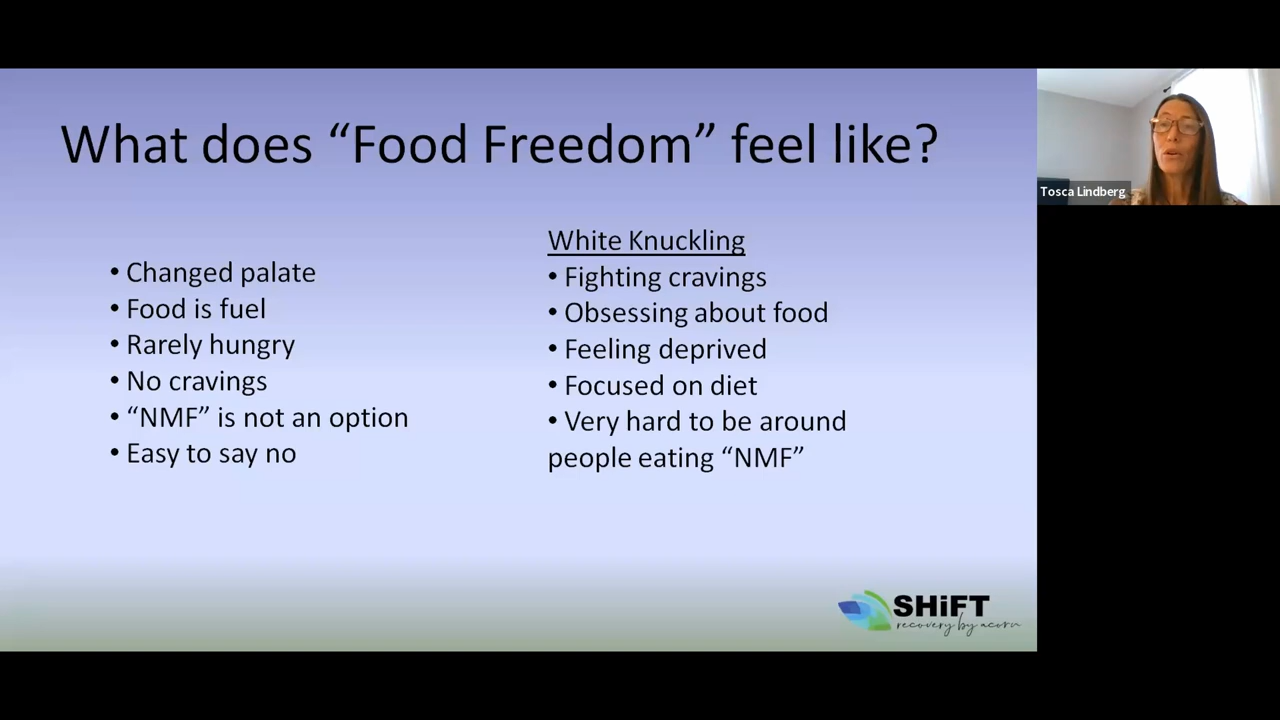 What does “Food Freedom” feel like?
• Changed palate
• Food is fuel
• Rarely hungry
• No cravings
• “NMF” is not an option
• Easy to say no
White Knuckling
• Fighting cravings
• Obsessing about food
• Feeling deprived
• Focused on diet
• Very hard to be around
people eating “NMF”
SHiFT
recovery by acorn
Tosca Lindberg